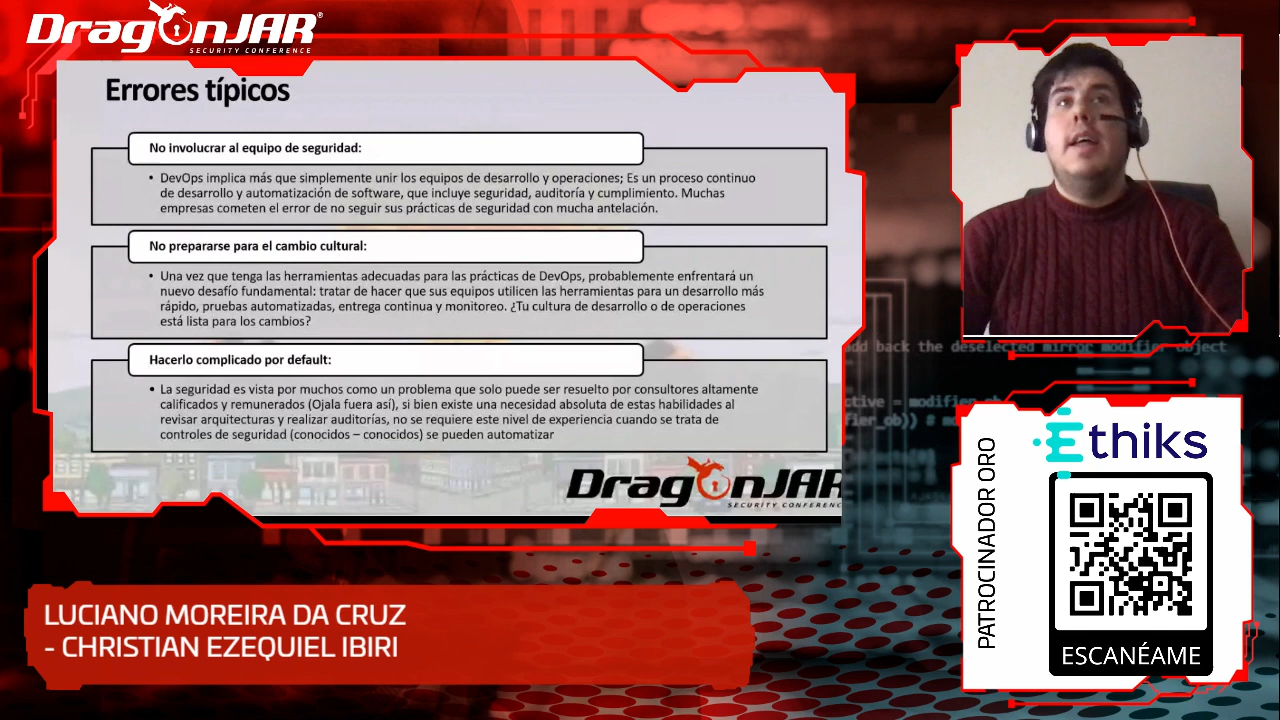 DragonJAR
SECURITY CONFERENCE
Errores típicos
No involucrar al equipo de seguridad:
• DevOps implica más que simplemente unir los equipos de desarrollo y operaciones; Es un proceso continuo
de desarrollo y automatización de software, que incluye seguridad, auditoría y cumplimiento. Muchas
empresas cometen el error de no seguir sus prácticas de seguridad con mucha antelación.
No prepararse para el cambio cultural:
• Una vez que tenga las herramientas adecuadas para las prácticas de DevOps, probablemente enfrentará un
nuevo desafío fundamental: tratar de hacer que sus equipos utilicen las herramientas para un desarrollo más
rápido, pruebas automatizadas, entrega continua y monitoreo. ¿Tu cultura de desarrollo o de operaciones
está lista para los cambios?
Hacerlo complicado por default:
• La seguridad es vista por muchos como un problema que solo puede ser resuelto por consultores altamente
calificados y remunerados (Ojala fuera así), si bien existe una necesidad absoluta de estas habilidades al
revisar arquitecturas y realizar auditorías, no se requiere este nivel de experiencia cuando se trata de
controles de seguridad (conocidos – conocidos) se pueden automatizar
DragonJAR
SECURITY CONFERENC
add back the deselected mirror modifier object
ctive = modifier_ob
fier_ob)) # mo
Ethiks
PATROCINADOR ORO
ESCANÉAME
LUCIANO MOREIRA DA CRUZ
- CHRISTIAN EZEQUIEL IBIRI